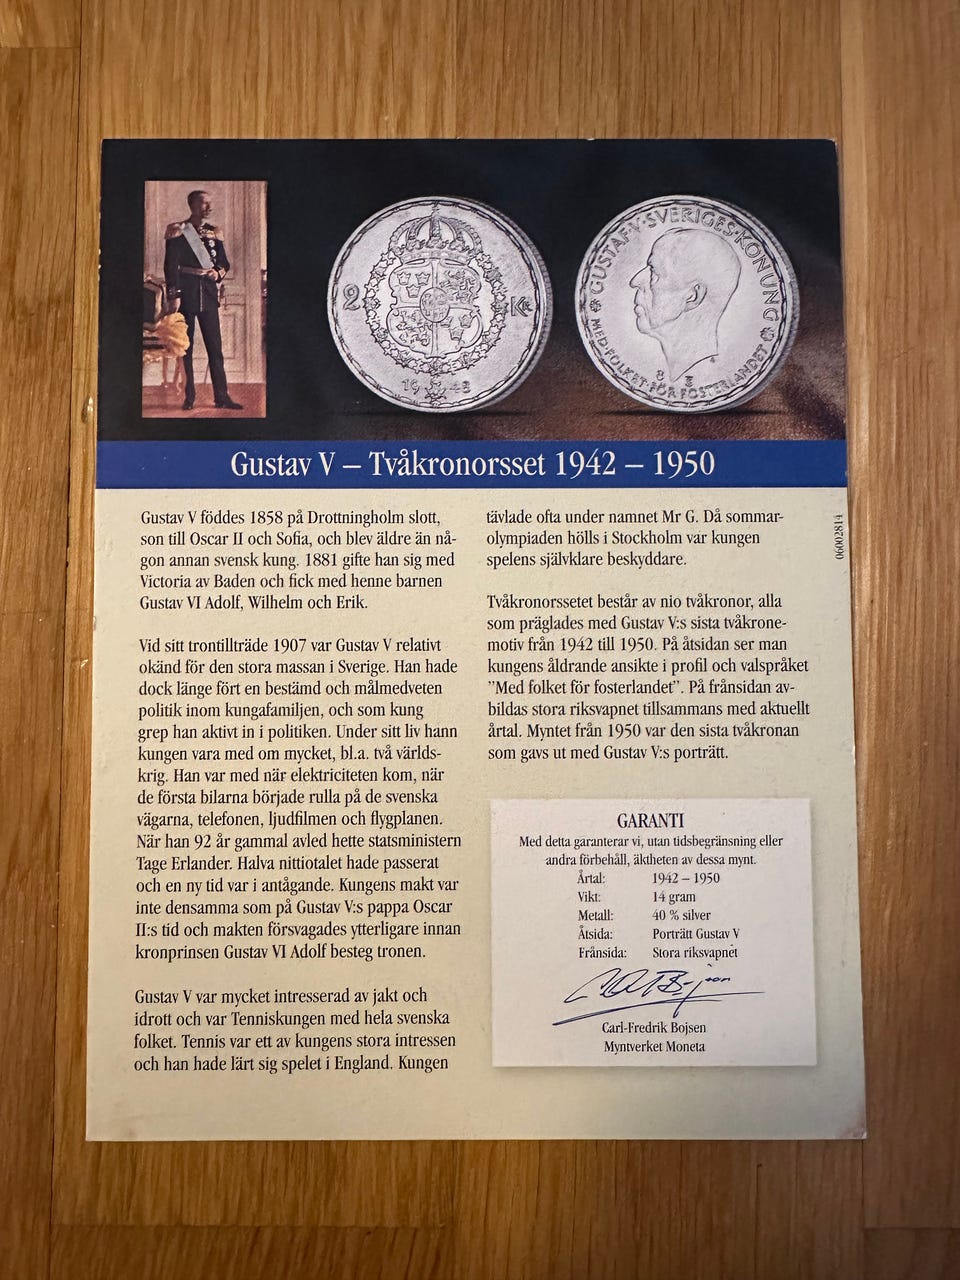 2 Kr
1948
GUSTAF·V·SVERIGES·KONUNG
MED·FOLKET·FÖR·FOSTERLANDET
Gustav V – Tvåkronorsset 1942 – 1950
Gustav V föddes 1858 på Drottningholm slott,
son till Oscar II och Sofia, och blev äldre än nå-
gon annan svensk kung. 1881 gifte han sig med
Victoria av Baden och fick med henne barnen
Gustav VI Adolf, Wilhelm och Erik.
Vid sitt trontillträde 1907 var Gustav V relativt
okänd för den stora massan i Sverige. Han hade
dock länge fört en bestämd och målmedveten
politik inom kungafamiljen, och som kung
grep han aktivt in i politiken. Under sitt liv hann
kungen vara med om mycket, bl.a. två världs-
krig. Han var med när elektriciteten kom, när
de första bilarna började rulla på de svenska
vägarna, telefonen, ljudfilmen och flygplanen.
När han 92 år gammal avled hette statsministern
Tage Erlander. Halva nittiotalet hade passerat
och en ny tid var i antågande. Kungens makt var
inte densamma som på Gustav V:s pappa Oscar
II:s tid och makten försvagades ytterligare innan
kronprinsen Gustav VI Adolf besteg tronen.
Gustav V var mycket intresserad av jakt och
idrott och var Tenniskungen med hela svenska
folket. Tennis var ett av kungens stora intressen
och han hade lärt sig spelet i England. Kungen
tävlade ofta under namnet Mr G. Då sommar-
olympiaden hölls i Stockholm var kungen
spelens självklare beskyddare.
Tvåkronorssetet består av nio tvåkronor, alla
som präglades med Gustav V:s sista tvåkrone-
motiv från 1942 till 1950. På åtsidan ser man
kungens åldrande ansikte i profil och valspråket
"Med folket för fosterlandet". På frånsidan av-
bildas stora riksvapnet tillsammans med aktuellt
årtal. Myntet från 1950 var den sista tvåkronan
som gavs ut med Gustav V:s porträtt.
06002814
GARANTI
Med detta garanterar vi, utan tidsbegränsning eller
andra förbehåll, äktheten av dessa mynt.
Årtal: 1942 – 1950
Vikt: 14 gram
Metall: 40 % silver
Åtsida: Porträtt Gustav V
Frånsida: Stora riksvapnet
Carl-Fredrik Bojsen
Myntverket Moneta